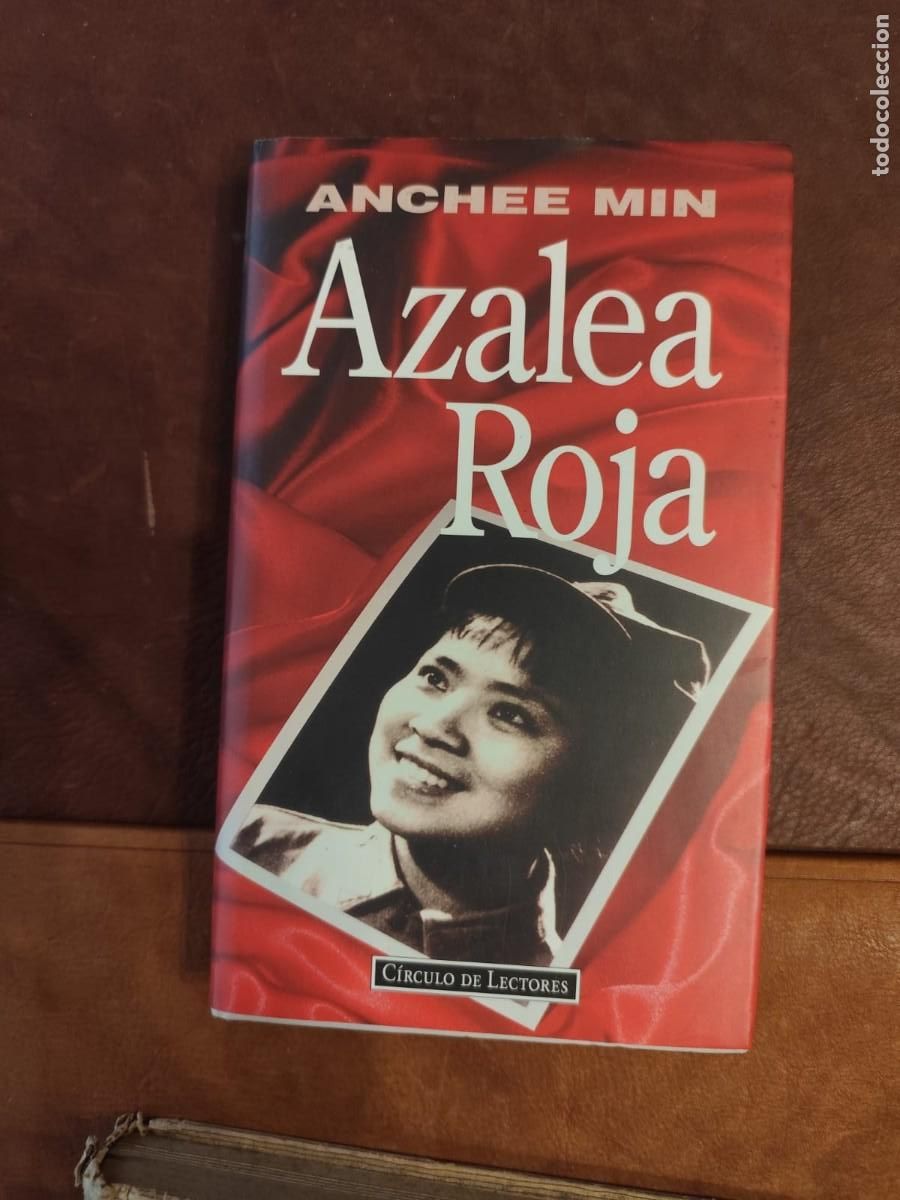 todocoleccion
ANCHEE MIN
Azalea
Roja
CÍRCULO DE LECTORES